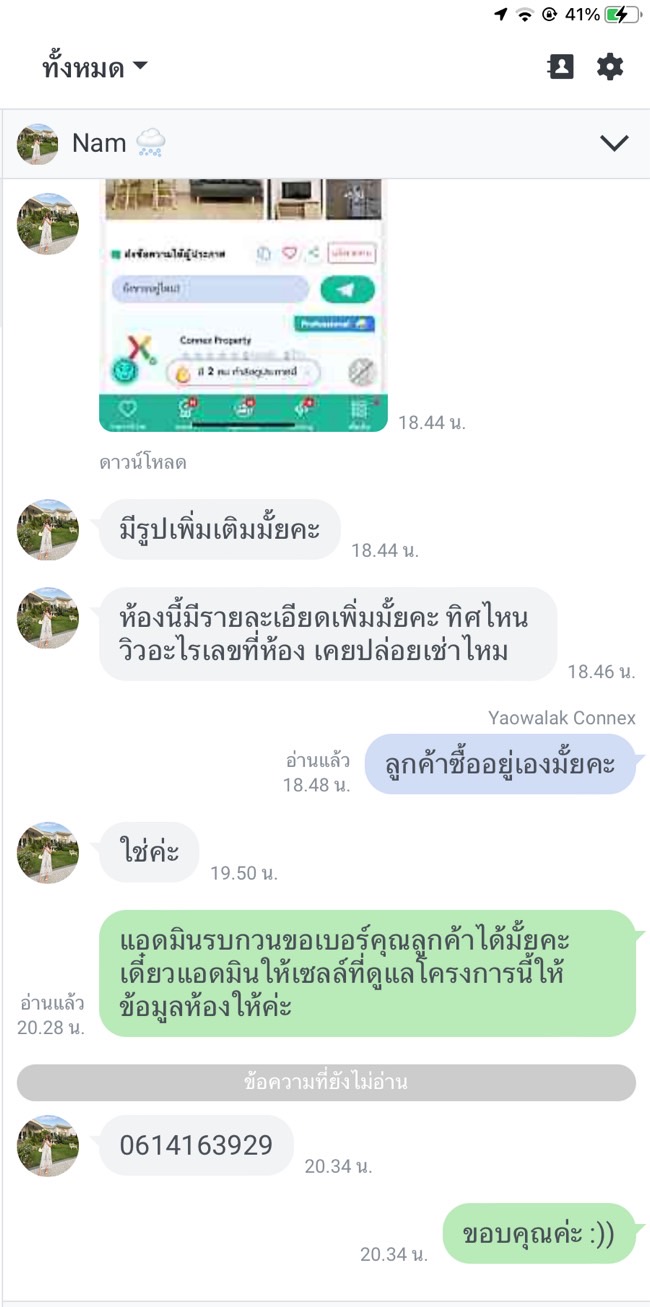 41%
ทั้งหมด
Nam
ส่งข้อความให้ผู้ประกาศ
ยังว่างอยู่ไหม?
Professional
Connex Property
มี 2 คน กำลังดูประกาศนี้
18.44 น.
ดาวน์โหลด
มีรูปเพิ่มเติมมั้ยคะ
18.44 น.
ห้องนี้มีรายละเอียดเพิ่มมั้ยคะ ทิศไหน
วิวอะไรเลขที่ห้อง เคยปล่อยเช่าไหม
18.46 น.
Yaowalak Connex
ลูกค้าซื้ออยู่เองมั้ยคะ
อ่านแล้ว
18.48 น.
ใช่ค่ะ
19.50 น.
แอดมินรบกวนขอเบอร์คุณลูกค้าได้มั้ยคะ
เดี๋ยวแอดมินให้เซลล์ที่ดูแลโครงการนี้ให้
ข้อมูลห้องให้ค่ะ
อ่านแล้ว
20.28 น.
ข้อความที่ยังไม่อ่าน
0614163929
20.34 น.
ขอบคุณค่ะ :))
20.34 น.